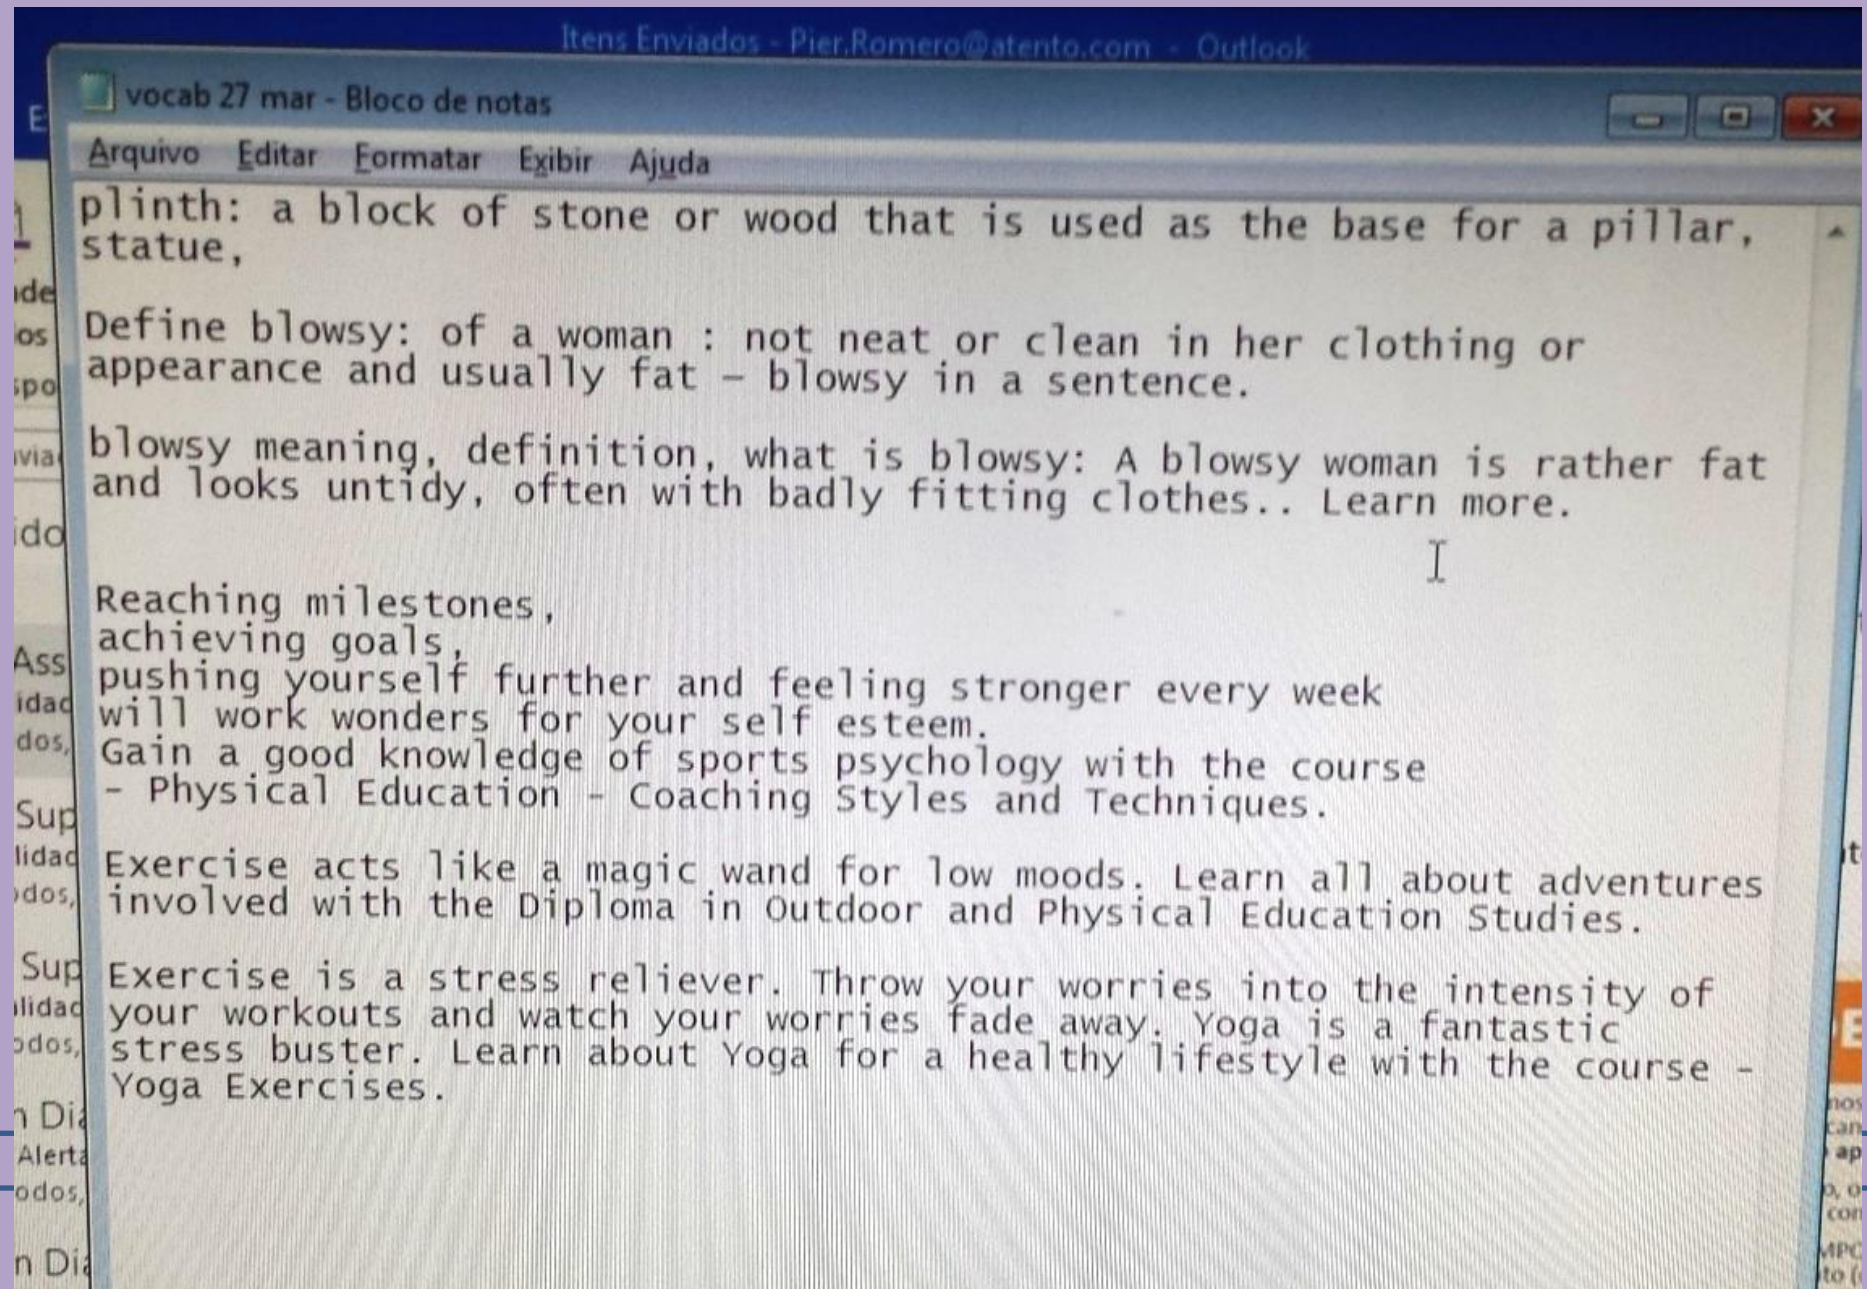 Itens Enviados - Pier.Romero@atento.com - Outlook
vocab 27 mar - Bloco de notas
Arquivo Editar Formatar Exibir Ajuda
plinth: a block of stone or wood that is used as the base for a pillar,
statue,
Define blowsy: of a woman : not neat or clean in her clothing or
appearance and usually fat – blowsy in a sentence.
blowsy meaning, definition, what is blowsy: A blowsy woman is rather fat
and looks untidy, often with badly fitting clothes.. Learn more.
Reaching milestones,
achieving goals,
pushing yourself further and feeling stronger every week
will work wonders for your self esteem.
Gain a good knowledge of sports psychology with the course
- Physical Education - Coaching Styles and Techniques.
Exercise acts like a magic wand for low moods. Learn all about adventures
involved with the Diploma in Outdoor and Physical Education Studies.
Exercise is a stress reliever. Throw your worries into the intensity of
your workouts and watch your worries fade away. Yoga is a fantastic
stress buster. Learn about Yoga for a healthy lifestyle with the course -
Yoga Exercises.